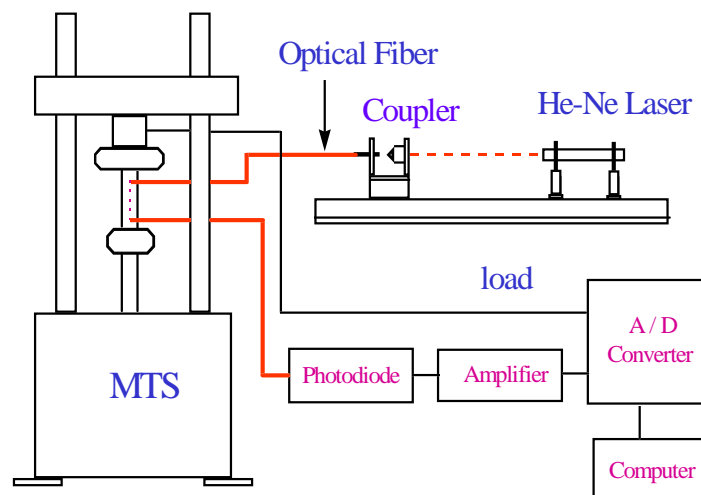 Optical Fiber
Coupler
He-Ne Laser
load
A / D
Converter
MTS
Photodiode
Amplifier
Computer